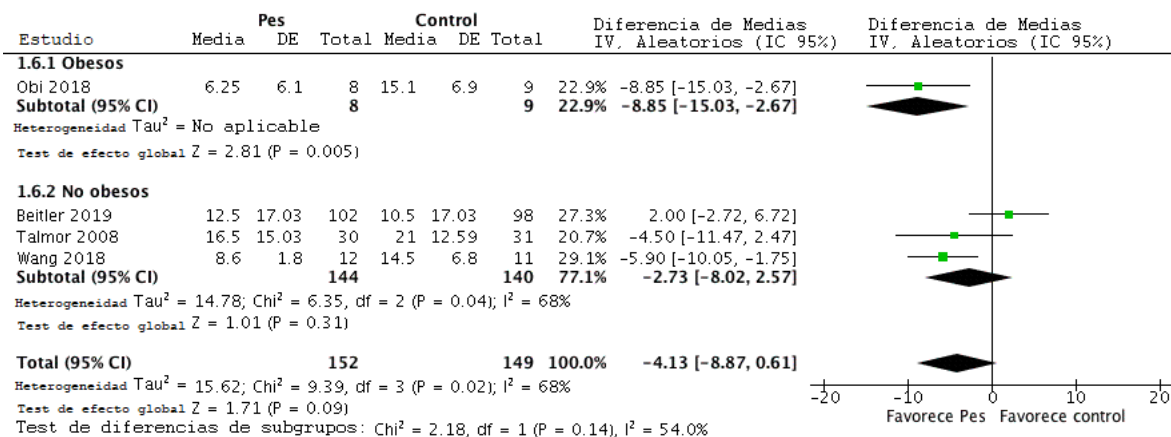 Pes Control Diferencia de Medias Diferencia de Medias
Estudio Media DE Total Media DE Total IV, Aleatorios (IC 95%) IV, Aleatorios (IC 95%)
1.6.1 Obesos
Obi 2018 6.25 6.1 8 15.1 6.9 9 22.9% -8.85 [-15.03, -2.67]
Subtotal (95% CI) 8 9 22.9% -8.85 [-15.03, -2.67]
Heterogeneidad Tau² = No aplicable
Test de efecto global Z = 2.81 (P = 0.005)
1.6.2 No obesos
Beitler 2019 12.5 17.03 102 10.5 17.03 98 27.3% 2.00 [-2.72, 6.72]
Talmor 2008 16.5 15.03 30 21 12.59 31 20.7% -4.50 [-11.47, 2.47]
Wang 2018 8.6 1.8 12 14.5 6.8 11 29.1% -5.90 [-10.05, -1.75]
Subtotal (95% CI) 144 140 77.1% -2.73 [-8.02, 2.57]
Heterogeneidad Tau² = 14.78; Chi² = 6.35, df = 2 (P = 0.04); I² = 68%
Test de efecto global Z = 1.01 (P = 0.31)
Total (95% CI) 152 149 100.0% -4.13 [-8.87, 0.61]
Heterogeneidad Tau² = 15.62; Chi² = 9.39, df = 3 (P = 0.02); I² = 68%
Test de efecto global Z = 1.71 (P = 0.09)
Test de diferencias de subgrupos: Chi² = 2.18, df = 1 (P = 0.14), I² = 54.0%
-20 -10 0 10 20
Favorece Pes Favorece control